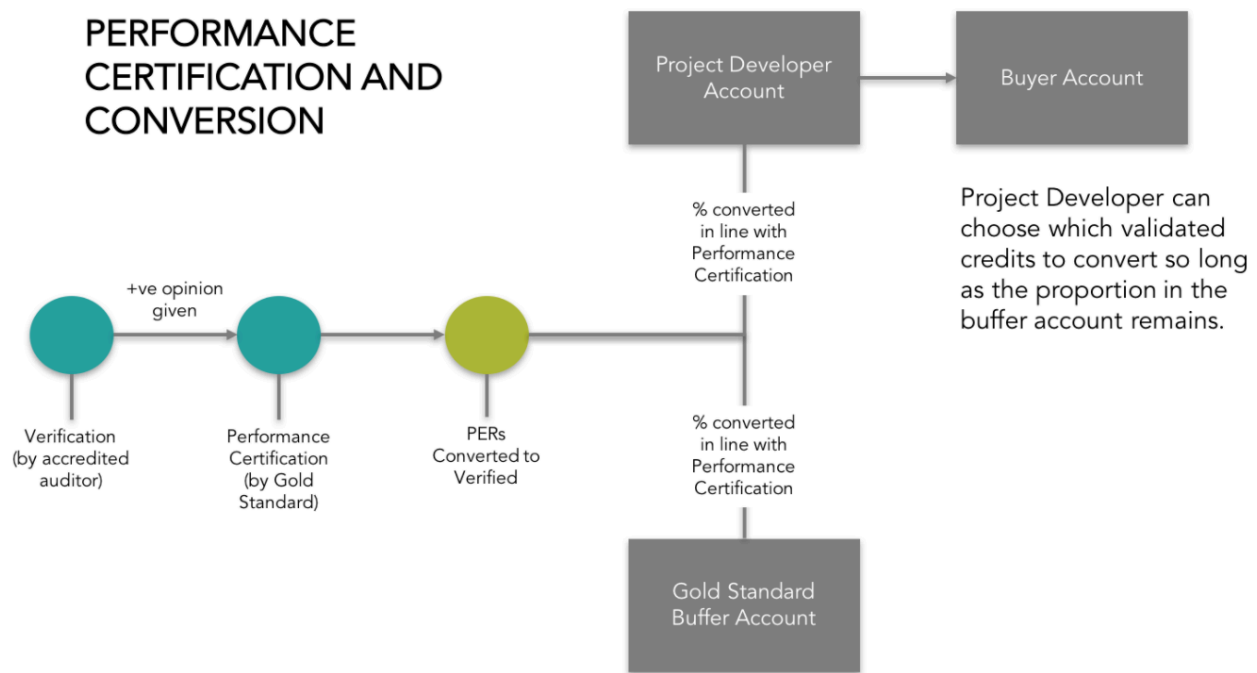 PERFORMANCE
CERTIFICATION AND
CONVERSION
Project Developer
Account
Buyer Account
% converted
in line with
Performance
Certification
Project Developer can
choose which validated
credits to convert so long
as the proportion in the
buffer account remains.
+ve opinion
given
Verification
(by accredited
auditor)
Performance
Certification
(by Gold
Standard)
PERs
Converted to
Verified
% converted
in line with
Performance
Certification
Gold Standard
Buffer Account